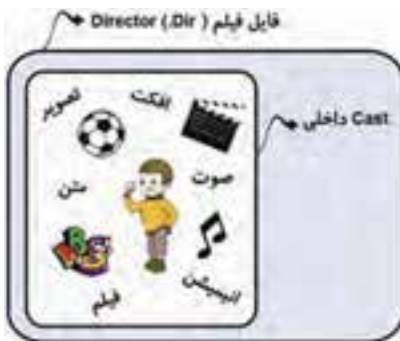 فایل فیلم Director (.Dir)
Cast داخلی
تصویر
افکت
متن
صوت
فیلم
انیمیشن